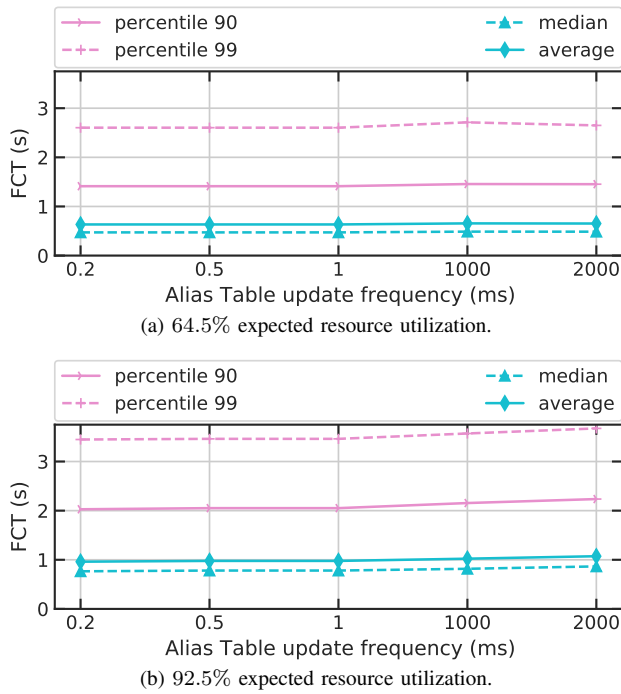 percentile 90
percentile 99
median
average
3
2
1
0
FCT (s)
0.2 0.5 1 1000 2000
Alias Table update frequency (ms)
(a) 64.5% expected resource utilization.
percentile 90
percentile 99
median
average
3
2
1
0
FCT (s)
0.2 0.5 1 1000 2000
Alias Table update frequency (ms)
(b) 92.5% expected resource utilization.